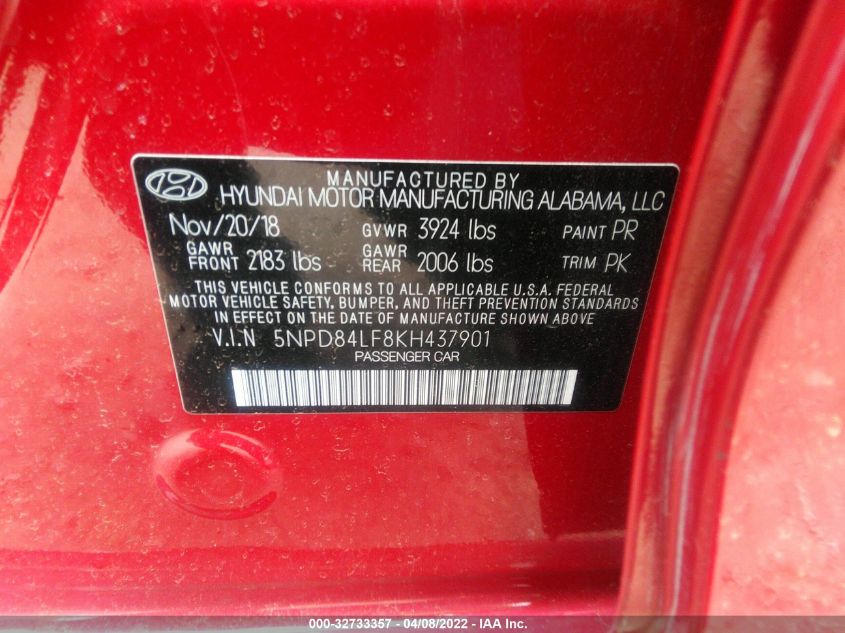 MANUFACTURED BY
HYUNDAI MOTOR MANUFACTURING ALABAMA, LLC
Nov/20/18 GVWR 3924 lbs PAINT PR
GAWR FRONT 2183 lbs GAWR REAR 2006 lbs TRIM PK
THIS VEHICLE CONFORMS TO ALL APPLICABLE U.S.A. FEDERAL
MOTOR VEHICLE SAFETY, BUMPER, AND THEFT PREVENTION STANDARDS
IN EFFECT ON THE DATE OF MANUFACTURE SHOWN ABOVE
V.I.N 5NPD84LF8KH437901
PASSENGER CAR
000-32733357 - 04/08/2022 - IAA Inc.